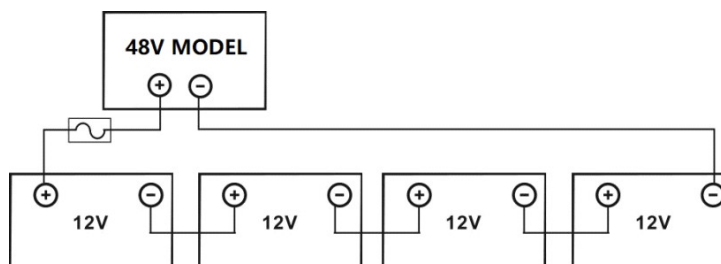 48V MODEL
+ −
+ − + − + − + −
12V 12V 12V 12V